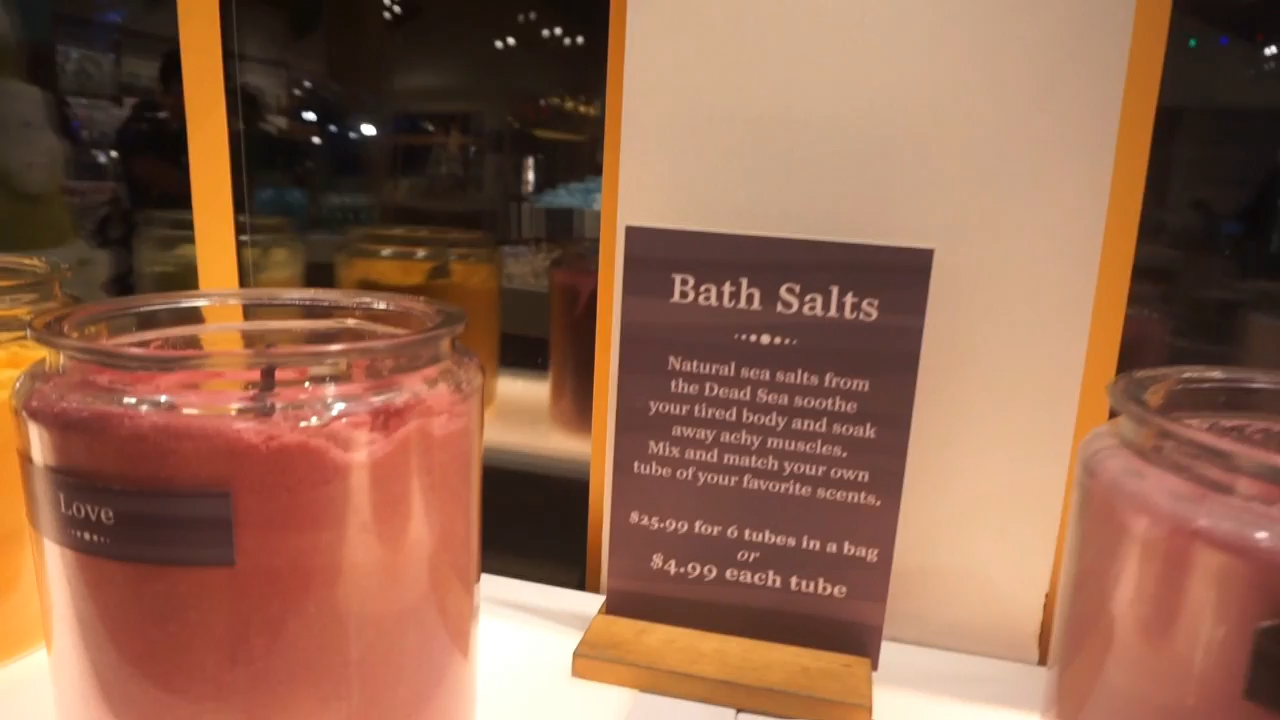 Bath Salts
Natural sea salts from
the Dead Sea soothe
your tired body and soak
away achy muscles.
Mix and match your own
tube of your favorite scents.
$25.99 for 6 tubes in a bag
or
$4.99 each tube
Love